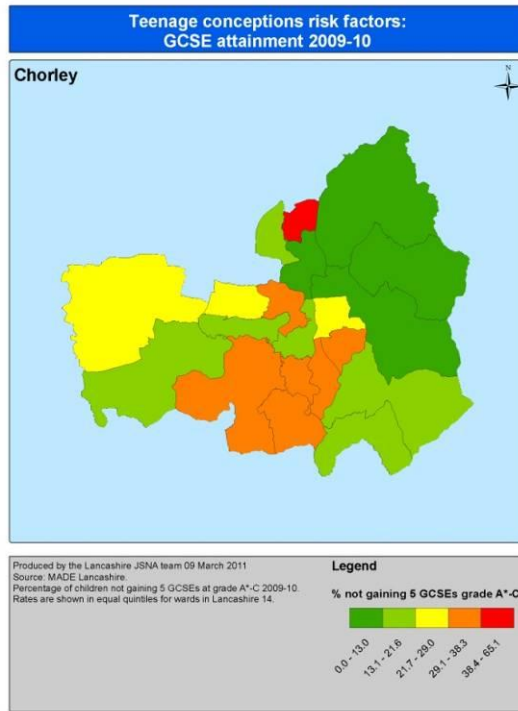 Teenage conceptions risk factors:
GCSE attainment 2009-10
Chorley
N
Produced by the Lancashire JSNA team 09 March 2011
Source: MADE Lancashire.
Percentage of children not gaining 5 GCSEs at grade A*-C 2009-10.
Rates are shown in equal quintiles for wards in Lancashire 14.
Legend
% not gaining 5 GCSEs grade A*-C
0.0 - 13.0
13.1 - 21.6
21.7 - 29.0
29.1 - 38.3
38.4 - 65.1